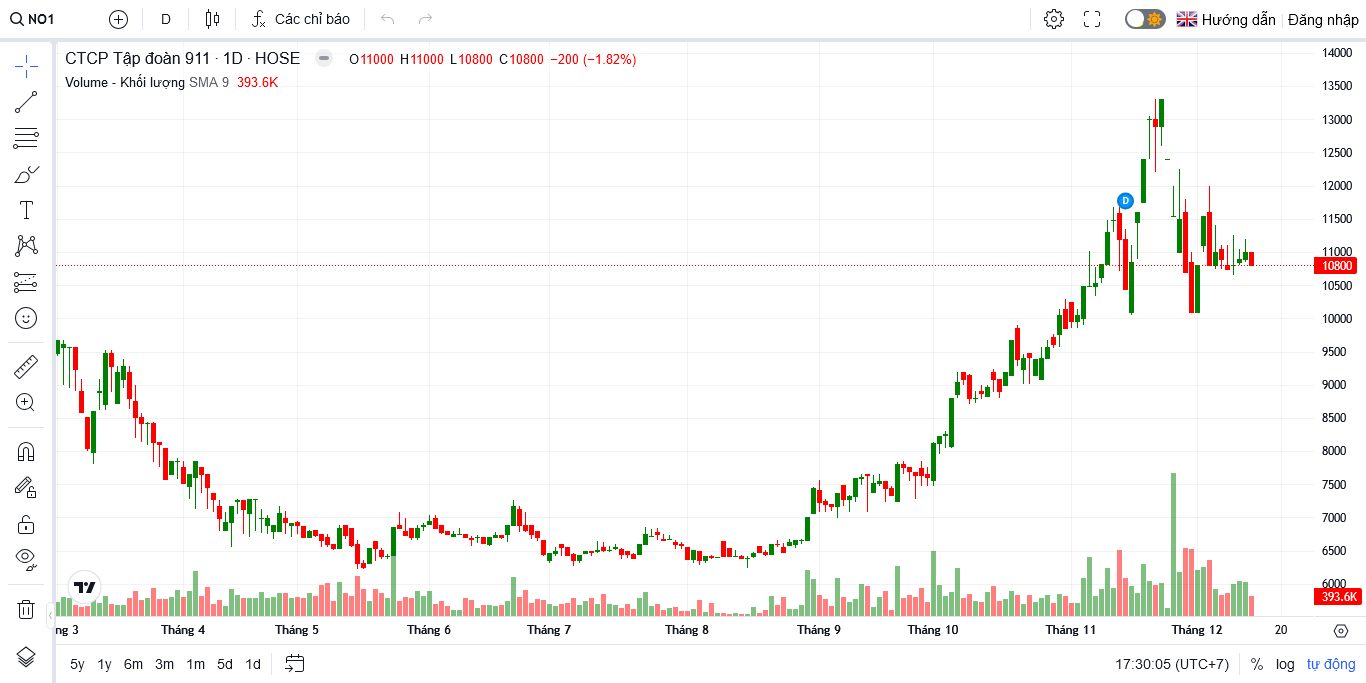 NO1 D Các chỉ báo Hướng dẫn Đăng nhập
CTCP Tập đoàn 911 · 1D · HOSE O11000 H11000 L10800 C10800 −200 (−1.82%)
Volume - Khối lượng SMA 9 393.6K
14000
13500
13000
12500
12000
D
11500
11000
10800
10500
10000
9500
9000
8500
8000
7500
7000
6500
6000
393.6K
ng 3 Tháng 4 Tháng 5 Tháng 6 Tháng 7 Tháng 8 Tháng 9 Tháng 10 Tháng 11 Tháng 12 20
5y 1y 6m 3m 1m 5d 1d 17:30:05 (UTC+7) % log tự động